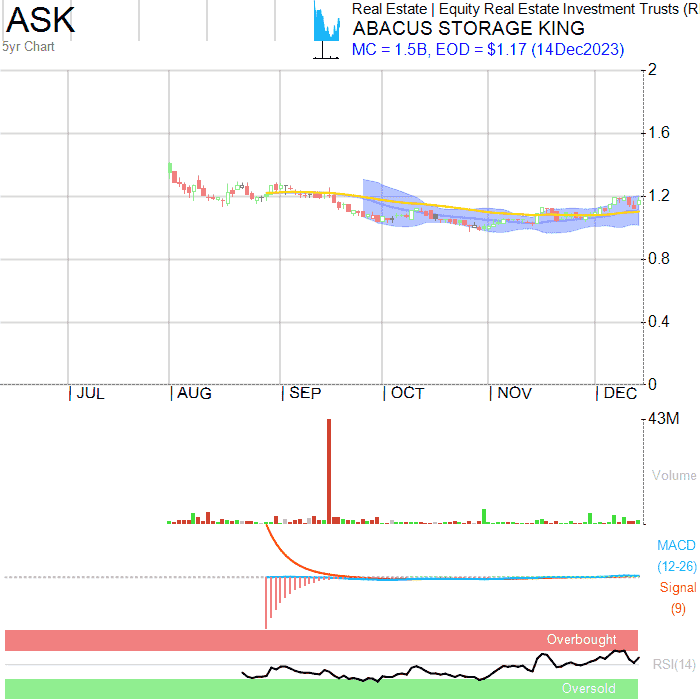 ASK
5yr Chart
Real Estate | Equity Real Estate Investment Trusts (R
ABACUS STORAGE KING
MC = 1.5B, EOD = $1.17 (14Dec2023)
2
1.6
1.2
0.8
0.4
0
| JUL | AUG | SEP | OCT | NOV | DEC
43M
Volume
MACD
(12-26)
Signal
(9)
Overbought
RSI(14)
Oversold